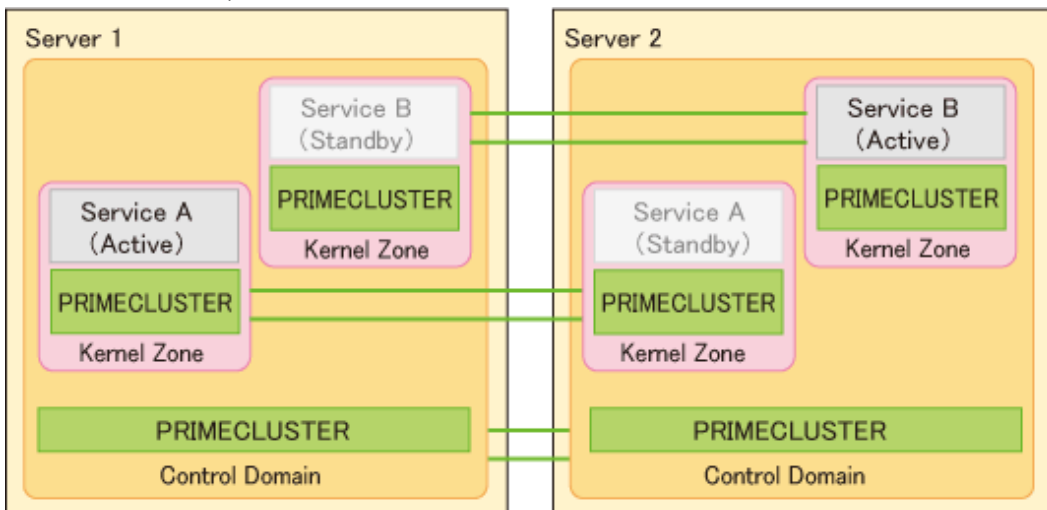 Server 1
Service B
(Standby)
PRIMECLUSTER
Kernel Zone
Service A
(Active)
PRIMECLUSTER
Kernel Zone
PRIMECLUSTER
Control Domain
Server 2
Service B
(Active)
PRIMECLUSTER
Kernel Zone
Service A
(Standby)
PRIMECLUSTER
Kernel Zone
PRIMECLUSTER
Control Domain